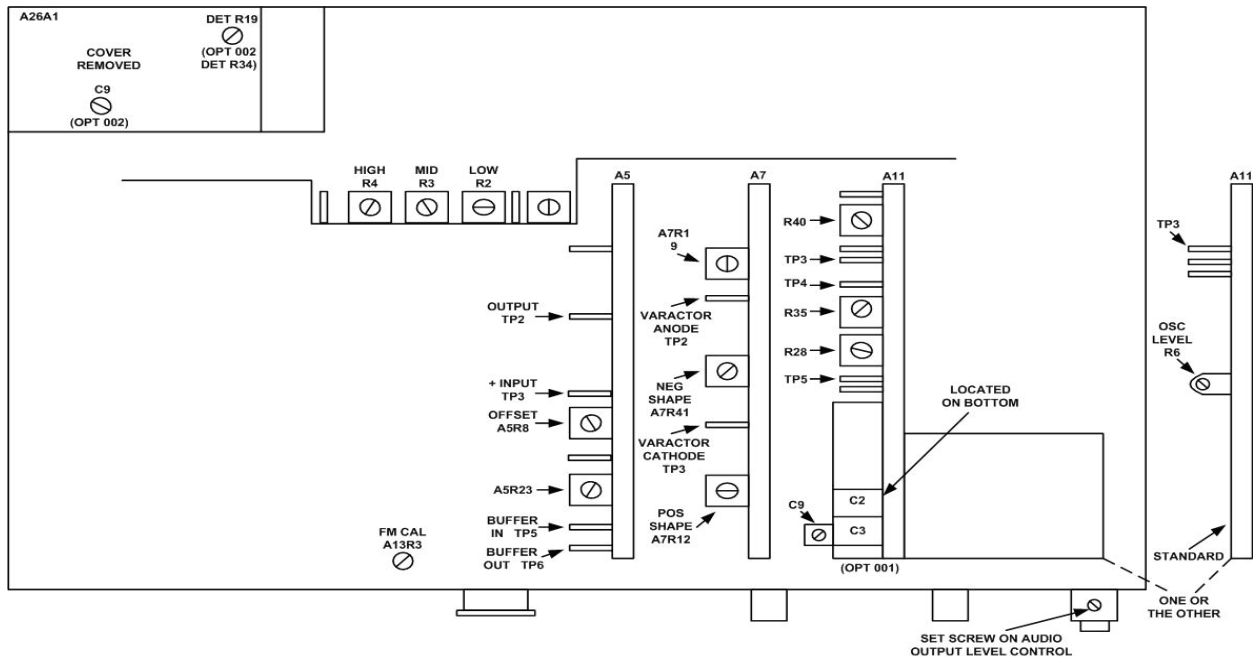 A26A1
DET R19
(OPT 002
DET R34)
COVER
REMOVED
C9
(OPT 002)
HIGH
R4
MID
R3
LOW
R2
A5
A7
A11
A11
OUTPUT
TP2
+ INPUT
TP3
OFFSET
A5R8
A5R23
BUFFER
IN TP5
BUFFER
OUT TP6
FM CAL
A13R3
A7R1
9
VARACTOR
ANODE
TP2
NEG
SHAPE
A7R41
VARACTOR
CATHODE
TP3
POS
SHAPE
A7R12
R40
TP3
TP4
R35
R28
TP5
LOCATED
ON BOTTOM
C2
C3
C9
(OPT 001)
TP3
OSC
LEVEL
R6
STANDARD
ONE OR
THE OTHER
SET SCREW ON AUDIO
OUTPUT LEVEL CONTROL